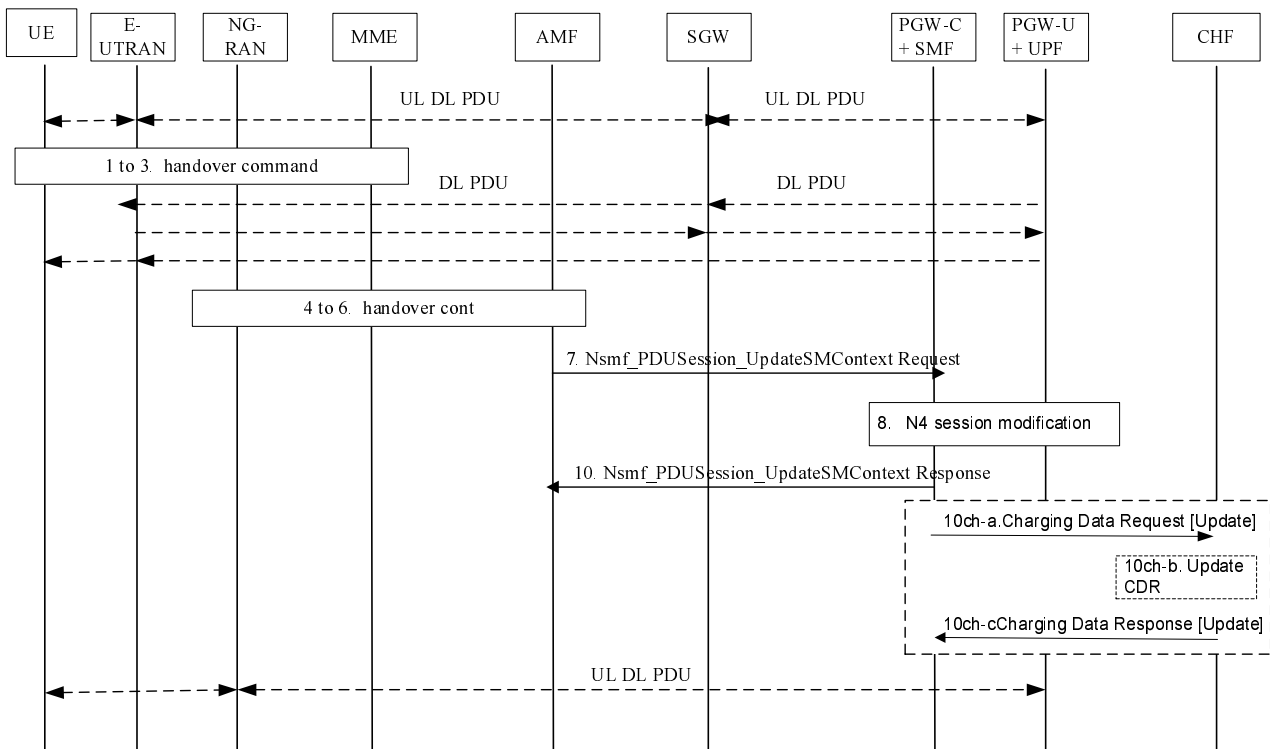 UE
E-
UTRAN
NG-
RAN
MME
AMF
SGW
PGW-C
+ SMF
PGW-U
+ UPF
CHF
UL DL PDU
UL DL PDU
1 to 3. handover command
DL PDU
DL PDU
4 to 6. handover cont
7. Nsmf_PDUSession_UpdateSMContext Request
8. N4 session modification
10. Nsmf_PDUSession_UpdateSMContext Response
10ch-a.Charging Data Request [Update]
10ch-b. Update
CDR
10ch-cCharging Data Response [Update]
UL DL PDU